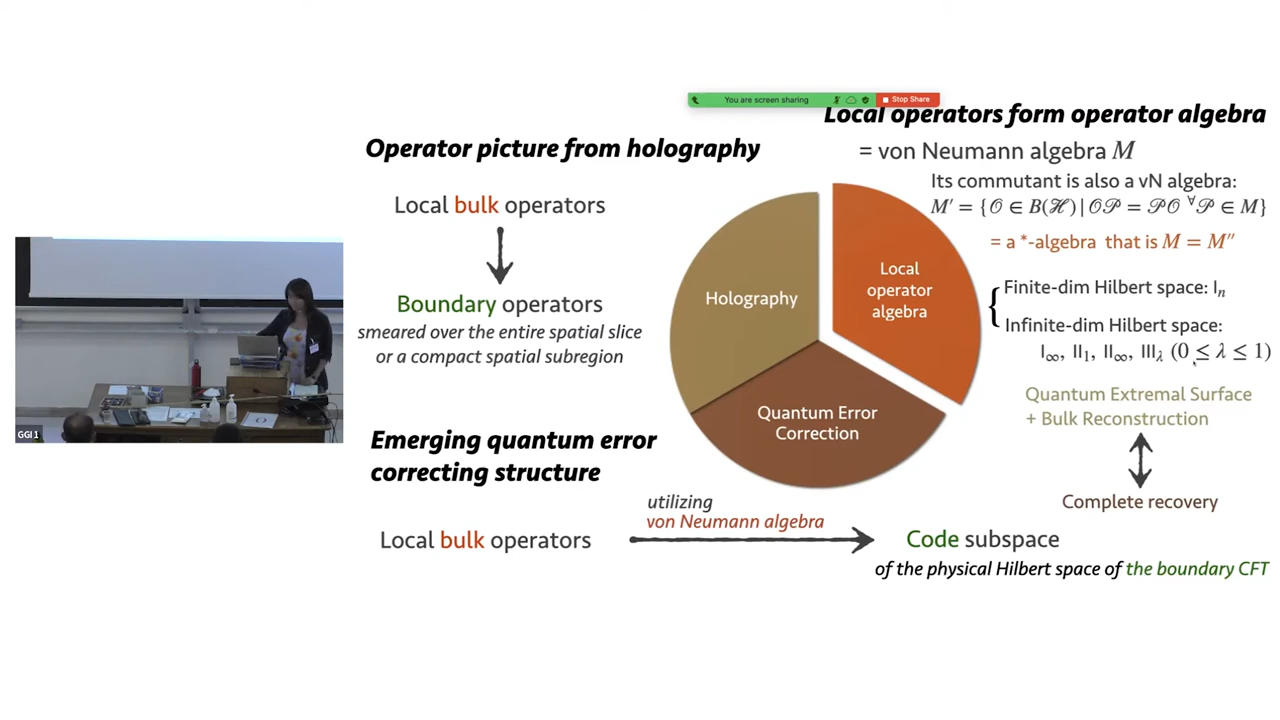 You are screen sharing
Stop Share
Local operators form operator algebra
= von Neumann algebra M
Its commutant is also a vN algebra:
M′ = {𝒪 ∈ B(ℋ) | 𝒪𝒫 = 𝒫𝒪 ∀𝒫 ∈ M}
= a *-algebra that is M = M′′
Finite-dim Hilbert space: Iₙ
Infinite-dim Hilbert space:
I∞, II₁, II∞, III_λ (0 ≤ λ ≤ 1)
Quantum Extremal Surface
+ Bulk Reconstruction
Complete recovery
Operator picture from holography
Local bulk operators
Boundary operators
smeared over the entire spatial slice
or a compact spatial subregion
Holography
Local
operator
algebra
Quantum Error
Correction
Emerging quantum error
correcting structure
Local bulk operators
utilizing
von Neumann algebra
Code subspace
of the physical Hilbert space of the boundary CFT
GGI 1